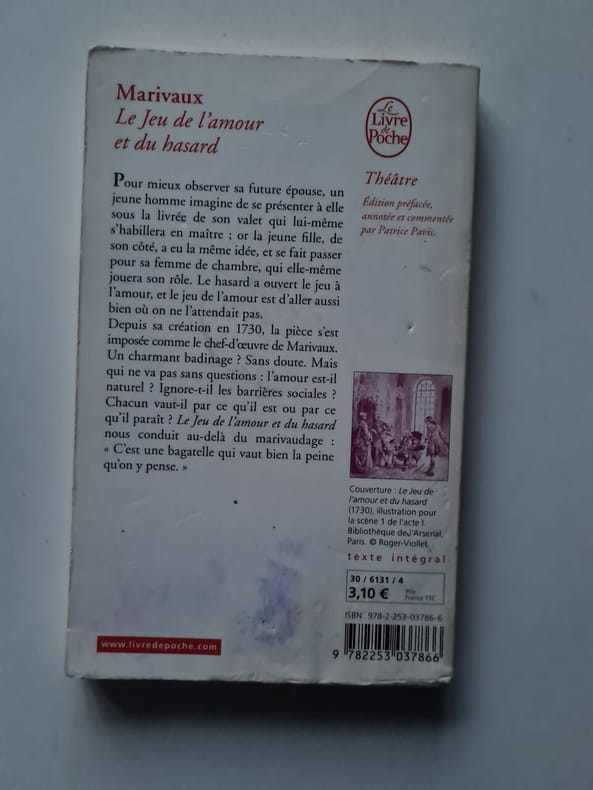 Marivaux
Le Jeu de l'amour
et du hasard
Pour mieux observer sa future épouse, un
jeune homme imagine de se présenter à elle
sous la livrée de son valet qui lui-même
s'habillera en maître ; or la jeune fille, de
son côté, a eu la même idée, et se fait passer
pour sa femme de chambre, qui elle-même
jouera son rôle. Le hasard a ouvert le jeu à
l'amour, et le jeu de l'amour est d'aller aussi
bien où on ne l'attendait pas.
Depuis sa création en 1730, la pièce s'est
imposée comme le chef-d'œuvre de Marivaux.
Un charmant badinage ? Sans doute. Mais
qui ne va pas sans questions : l'amour est-il
naturel ? Ignore-t-il les barrières sociales ?
Chacun vaut-il par ce qu'il est ou par ce
qu'il paraît ? Le Jeu de l'amour et du hasard
nous conduit au-delà du marivaudage :
« C'est une bagatelle qui vaut bien la peine
qu'on y pense. »
Le
Livre
de
Poche
Théâtre
Édition préfacée,
annotée et commentée
par Patrice Pavis.
Couverture : Le Jeu de
l'amour et du hasard
(1730), illustration pour
la scène 1 de l'acte I.
Bibliothèque de l'Arsenal,
Paris. © Roger-Viollet.
texte intégral
30 / 6131 / 4
3,10 €
Prix
France TTC
ISBN : 978-2-253-03786-6
9 782253 037866
www.livredepoche.com